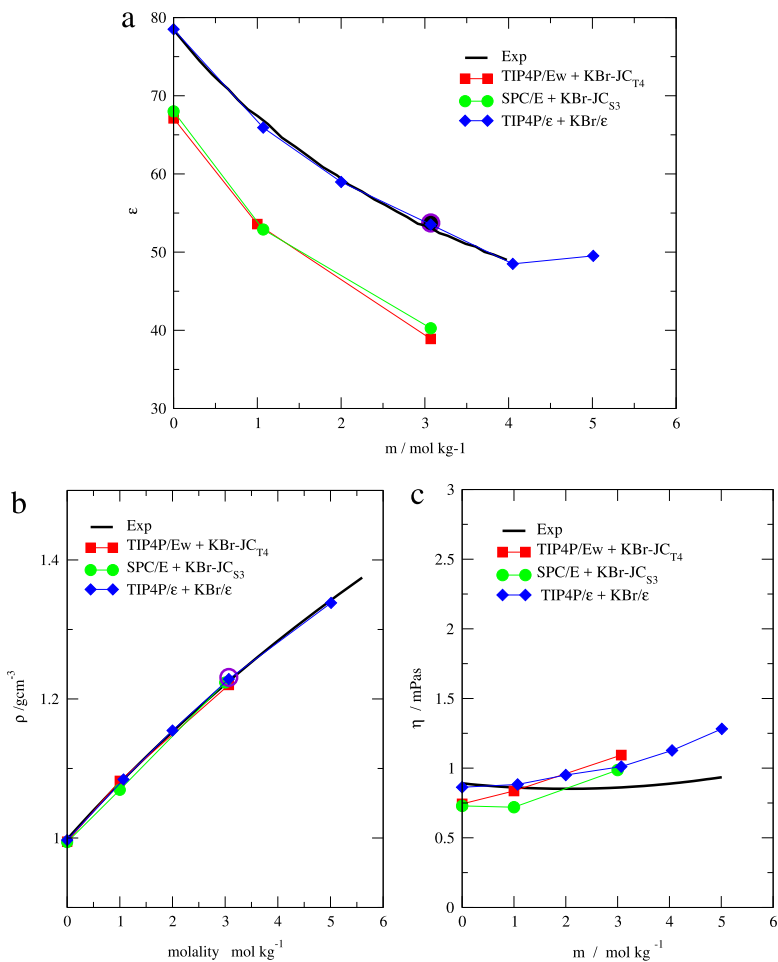 a
80
70
60
50
40
30
ε
0 1 2 3 4 5 6
m / mol kg-1
Exp
TIP4P/Ew + KBr-JC_T4
SPC/E + KBr-JC_S3
TIP4P/ε + KBr/ε
b
1.4
1.2
1
ρ /gcm^-3
0 1 2 3 4 5 6
molality mol kg^-1
Exp
TIP4P/Ew + KBr-JC_T4
SPC/E + KBr-JC_S3
TIP4P/ε + KBr/ε
c
3
2.5
2
1.5
1
0.5
0
η / mPas
0 1 2 3 4 5 6
m / mol kg^-1
Exp
TIP4P/Ew + KBr-JC_T4
SPC/E + KBr-JC_S3
TIP4P/ε + KBr/ε